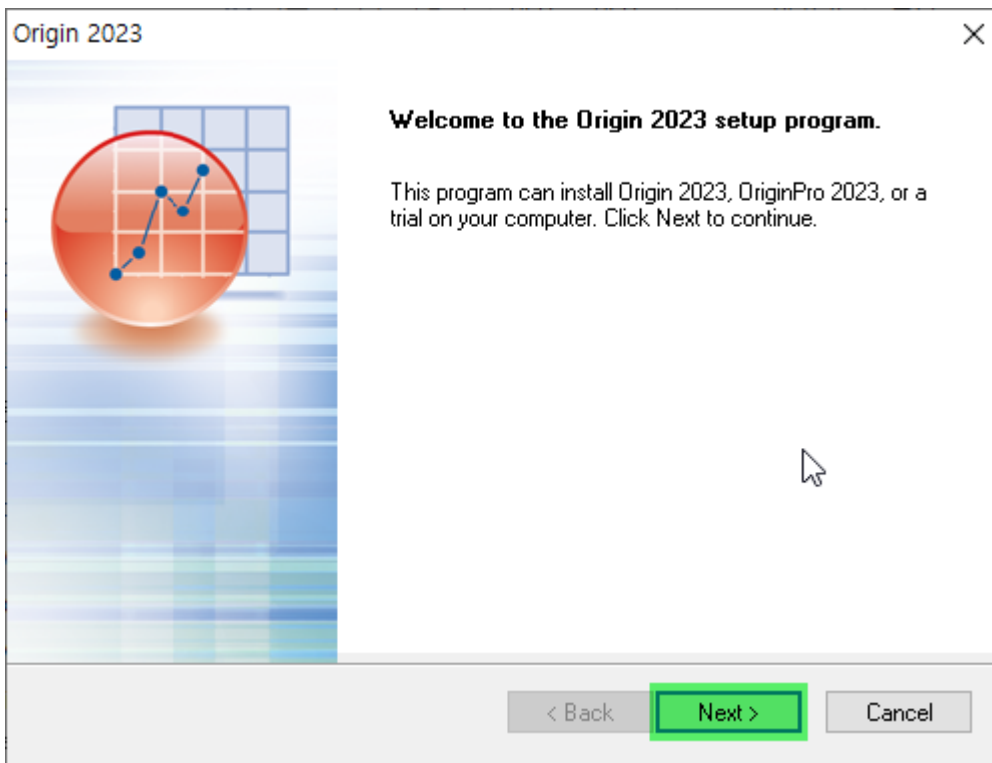 Origin 2023
Welcome to the Origin 2023 setup program.
This program can install Origin 2023, OriginPro 2023, or a
trial on your computer. Click Next to continue.
< Back
Next >
Cancel